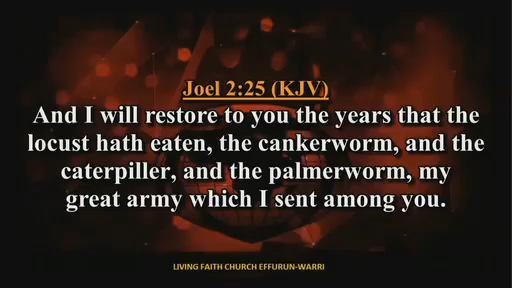 Joel 2:25 (KJV)
And I will restore to you the years that the
locust hath eaten, the cankerworm, and the
caterpiller, and the palmerworm, my
great army which I sent among you.
LIVING FAITH CHURCH EFFURUN-WARRI